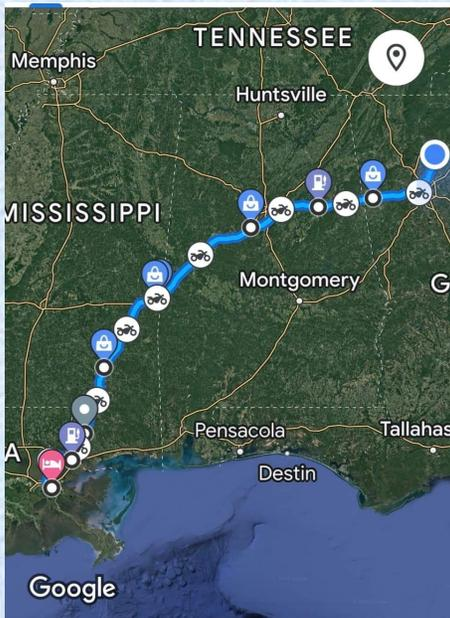 TENNESSEE
Memphis
Huntsville
MISSISSIPPI
Montgomery
G
A
Pensacola
Tallahas
Destin
Google